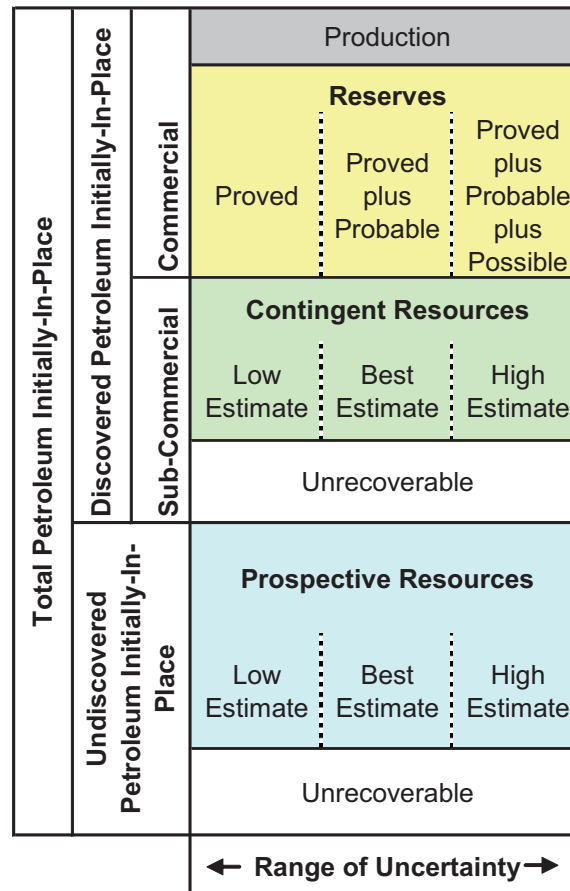 Total Petroleum Initially-In-Place
Discovered Petroleum Initially-In-Place
Commercial
Production
Reserves
Proved
Proved
plus
Probable
Proved
plus
Probable
plus
Possible
Sub-Commercial
Contingent Resources
Low
Estimate
Best
Estimate
High
Estimate
Unrecoverable
Undiscovered
Petroleum Initially-In-
Place
Prospective Resources
Low
Estimate
Best
Estimate
High
Estimate
Unrecoverable
Range of Uncertainty